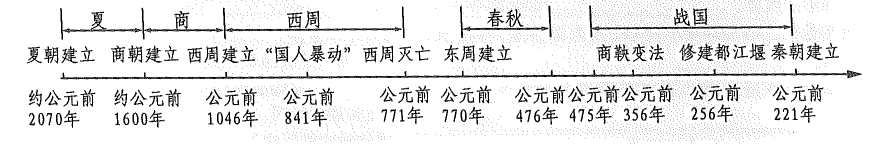 夏 商 西周 春秋 战国
夏朝建立 商朝建立 西周建立 “国人暴动” 西周灭亡 东周建立 商鞅变法 修建都江堰 秦朝建立
约公元前 约公元前 公元前 公元前 公元前 公元前 公元前 公元前 公元前 公元前 公元前
2070年 1600年 1046年 841年 771年 770年 476年 475年 356年 256年 221年